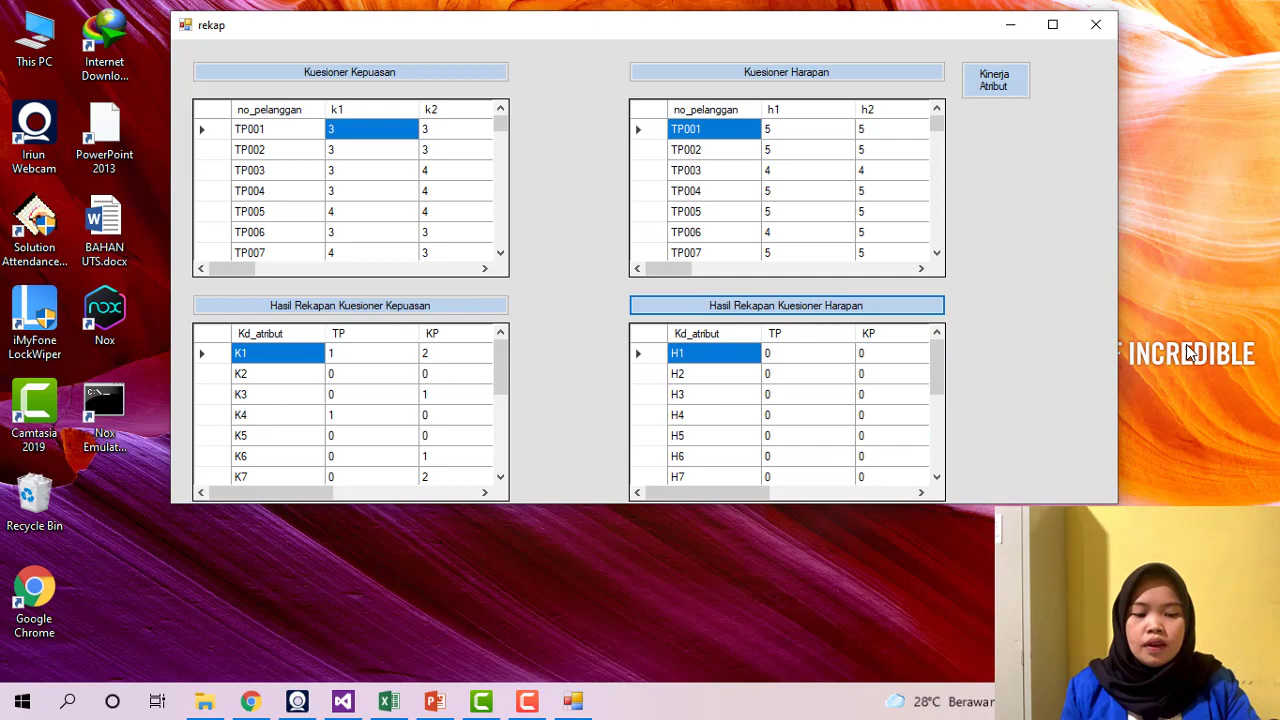 This PC
Internet
Downlo...
Iriun
Webcam
PowerPoint
2013
Solution
Attendance...
BAHAN
UTS.docx
iMyFone
LockWiper
Nox
Camtasia
2019
Nox
Emulat...
Recycle Bin
Google
Chrome
rekap
Kuesioner Kepuasan
no_pelanggan k1 k2
TP001 3 3
TP002 3 3
TP003 3 4
TP004 3 4
TP005 4 4
TP006 3 3
TP007 4 3
Kuesioner Harapan
no_pelanggan h1 h2
TP001 5 5
TP002 5 5
TP003 4 4
TP004 5 5
TP005 5 5
TP006 4 5
TP007 5 5
Kinerja
Atribut
Hasil Rekapan Kuesioner Kepuasan
Kd_atribut TP KP
K1 1 2
K2 0 0
K3 0 1
K4 1 0
K5 0 0
K6 0 1
K7 0 2
Hasil Rekapan Kuesioner Harapan
Kd_atribut TP KP
H1 0 0
H2 0 0
H3 0 0
H4 0 0
H5 0 0
H6 0 0
H7 0 0
INCREDIBLE
28°C Berawan